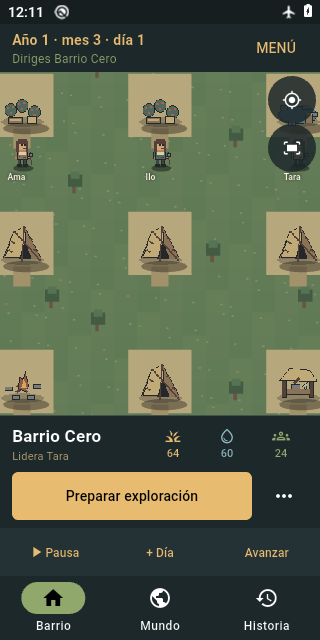 12:11
Año 1 · mes 3 · día 1
Diriges Barrio Cero
MENÚ
Ama
Ilo
Tara
Barrio Cero
Lidera Tara
64
60
24
Preparar exploración
Pausa
+ Día
Avanzar
Barrio
Mundo
Historia